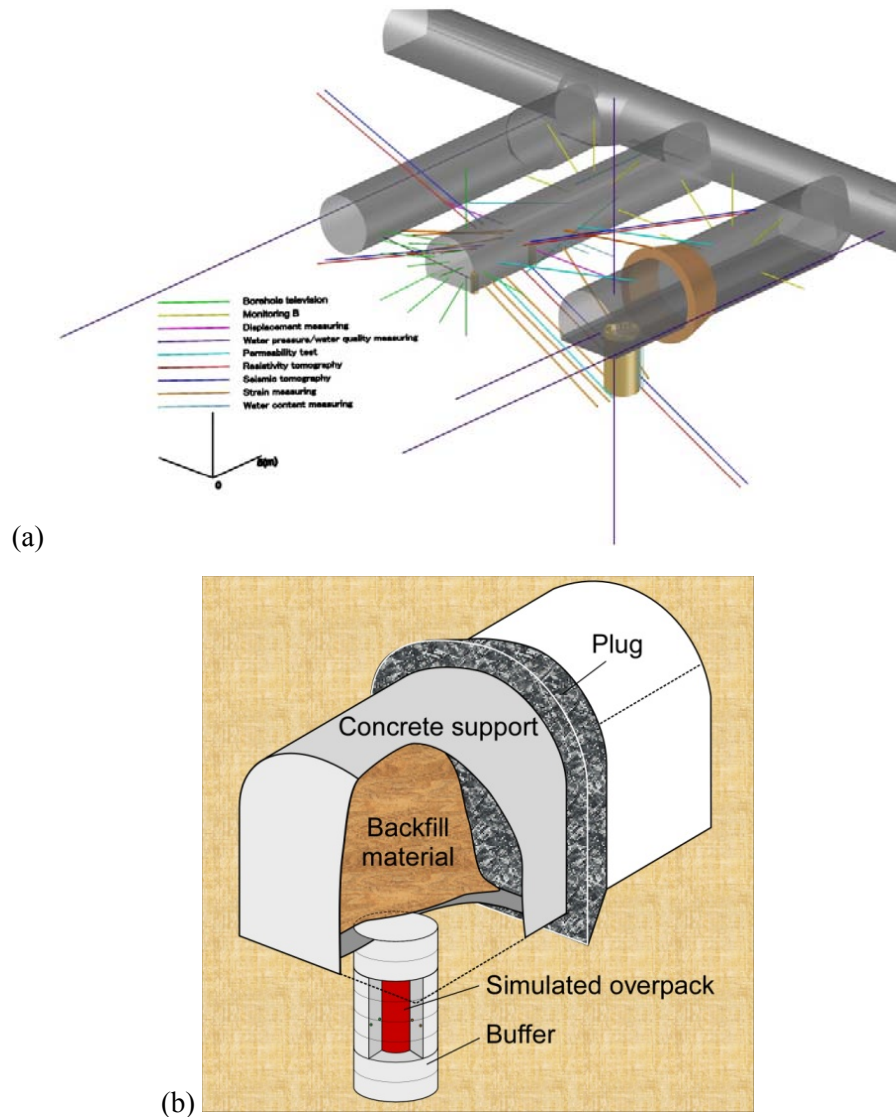 Borehole television
Monitoring B
Displacement measuring
Water pressure/water quality measuring
Permeability test
Resistivity tomography
Seismic tomography
Strain measuring
Water content measuring
0
(a)
Plug
Concrete support
Backfill
material
Simulated overpack
Buffer
(b)